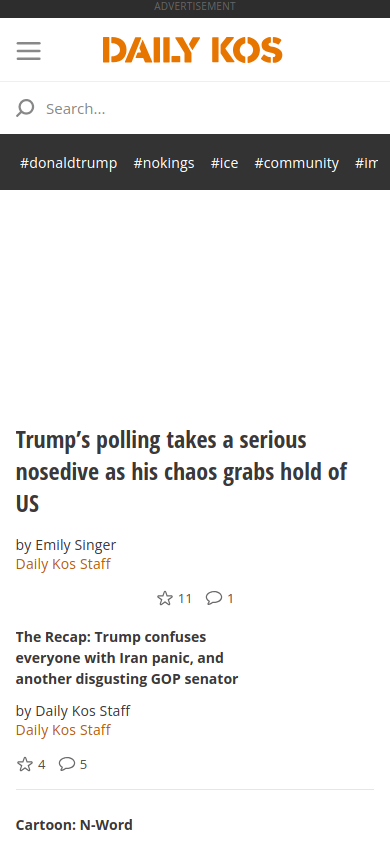 ADVERTISEMENT
DAILY KOS
Search...
#donaldtrump #nokings #ice #community #im
Trump's polling takes a serious
nosedive as his chaos grabs hold of
US
by Emily Singer
Daily Kos Staff
11 1
The Recap: Trump confuses
everyone with Iran panic, and
another disgusting GOP senator
by Daily Kos Staff
Daily Kos Staff
4 5
Cartoon: N-Word